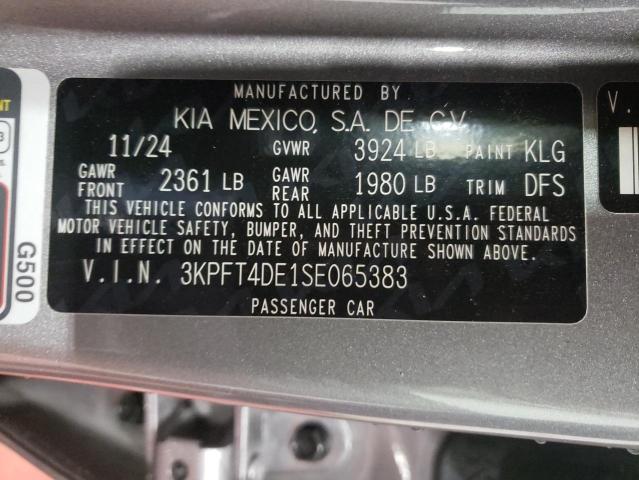 MANUFACTURED BY
KIA MEXICO, S.A. DE C.V.
11/24 GVWR 3924 LB PAINT KLG
GAWR FRONT 2361 LB GAWR REAR 1980 LB TRIM DFS
THIS VEHICLE CONFORMS TO ALL APPLICABLE U.S.A. FEDERAL
MOTOR VEHICLE SAFETY, BUMPER, AND THEFT PREVENTION STANDARDS
IN EFFECT ON THE DATE OF MANUFACTURE SHOWN ABOVE.
V.I.N. 3KPFT4DE1SE065383
PASSENGER CAR
G500
V.